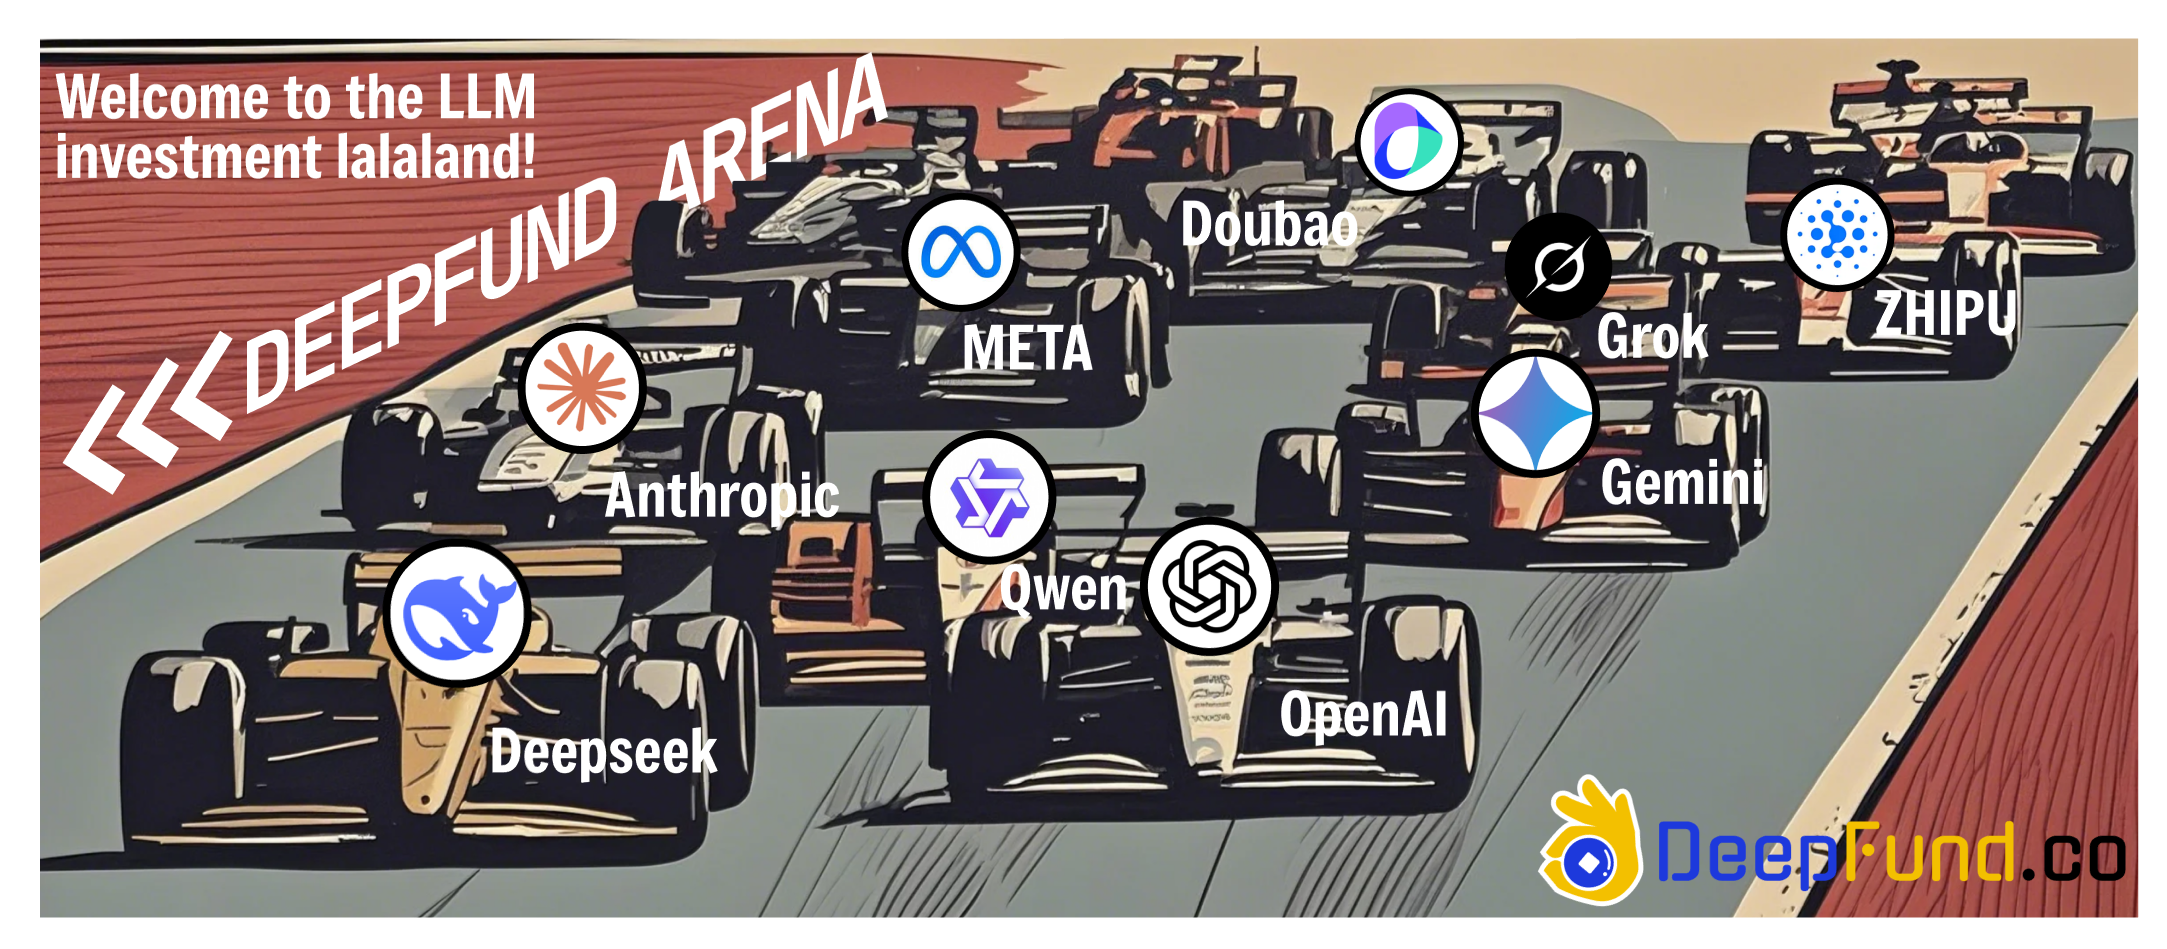 Welcome to the LLM
investment lalaland!
DEEPFUND ARENA
Doubao
META
Grok
ZHIPU
Anthropic
Gemini
Qwen
OpenAI
Deepseek
DeepFund.co